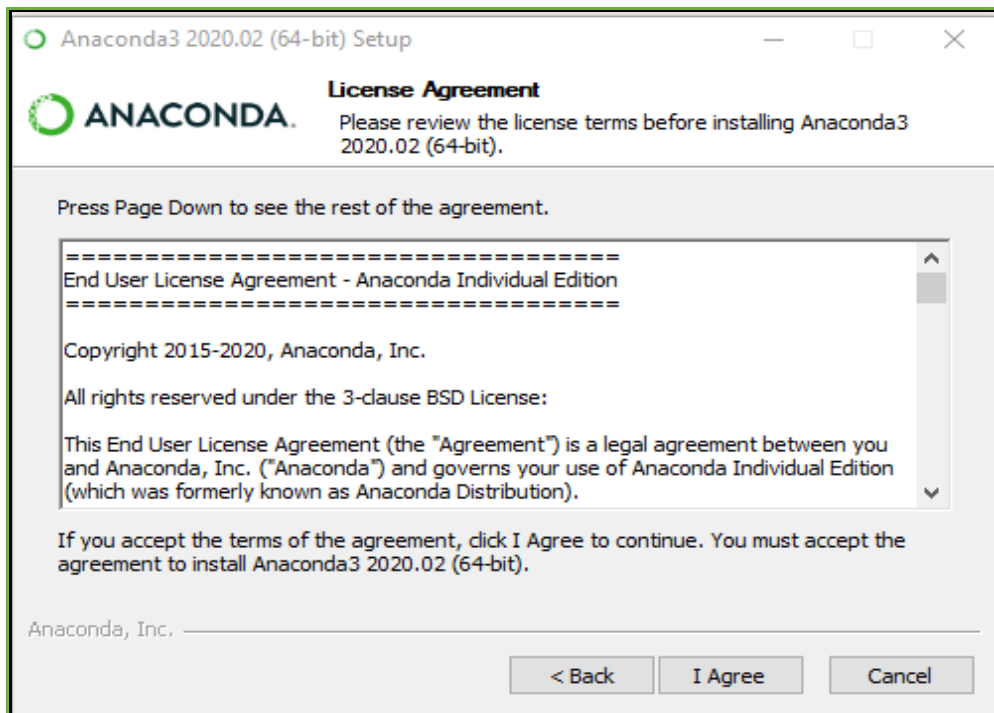 Anaconda3 2020.02 (64-bit) Setup
ANACONDA.
License Agreement
Please review the license terms before installing Anaconda3
2020.02 (64-bit).
Press Page Down to see the rest of the agreement.
====================================
End User License Agreement - Anaconda Individual Edition
====================================
Copyright 2015-2020, Anaconda, Inc.
All rights reserved under the 3-clause BSD License:
This End User License Agreement (the "Agreement") is a legal agreement between you
and Anaconda, Inc. ("Anaconda") and governs your use of Anaconda Individual Edition
(which was formerly known as Anaconda Distribution).
If you accept the terms of the agreement, click I Agree to continue. You must accept the
agreement to install Anaconda3 2020.02 (64-bit).
Anaconda, Inc.
< Back
I Agree
Cancel